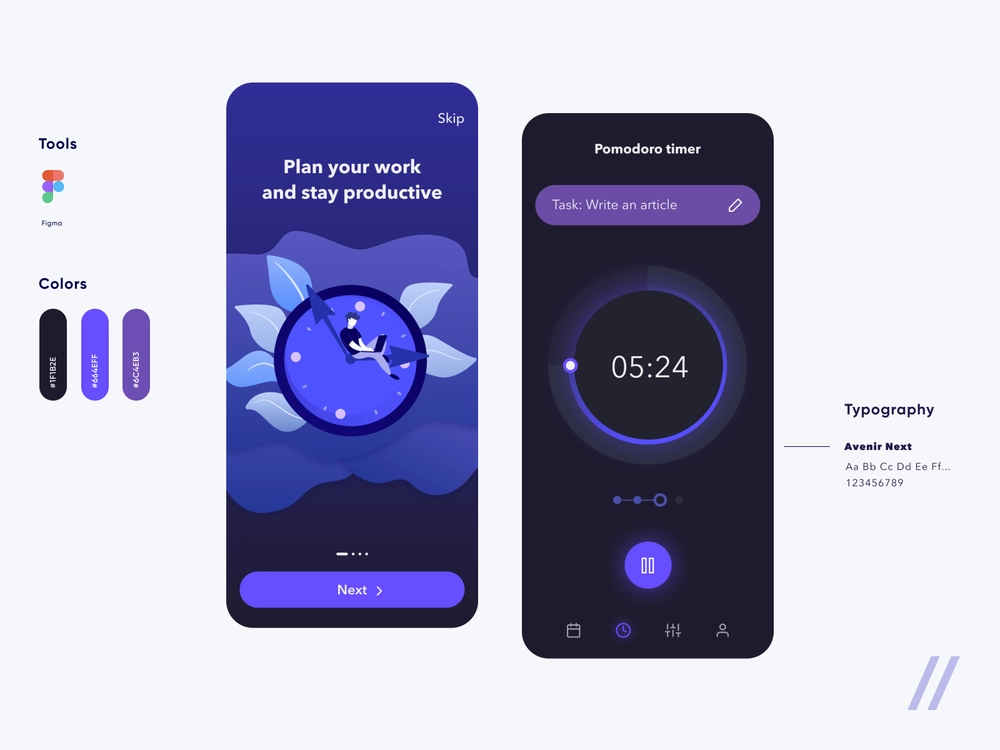 Tools
Figma
Colors
#1F1B2E
#664EFF
#6C4EB3
Skip
Plan your work
and stay productive
Next
Pomodoro timer
Task: Write an article
05:24
Typography
Avenir Next
Aa Bb Cc Dd Ee Ff...
123456789